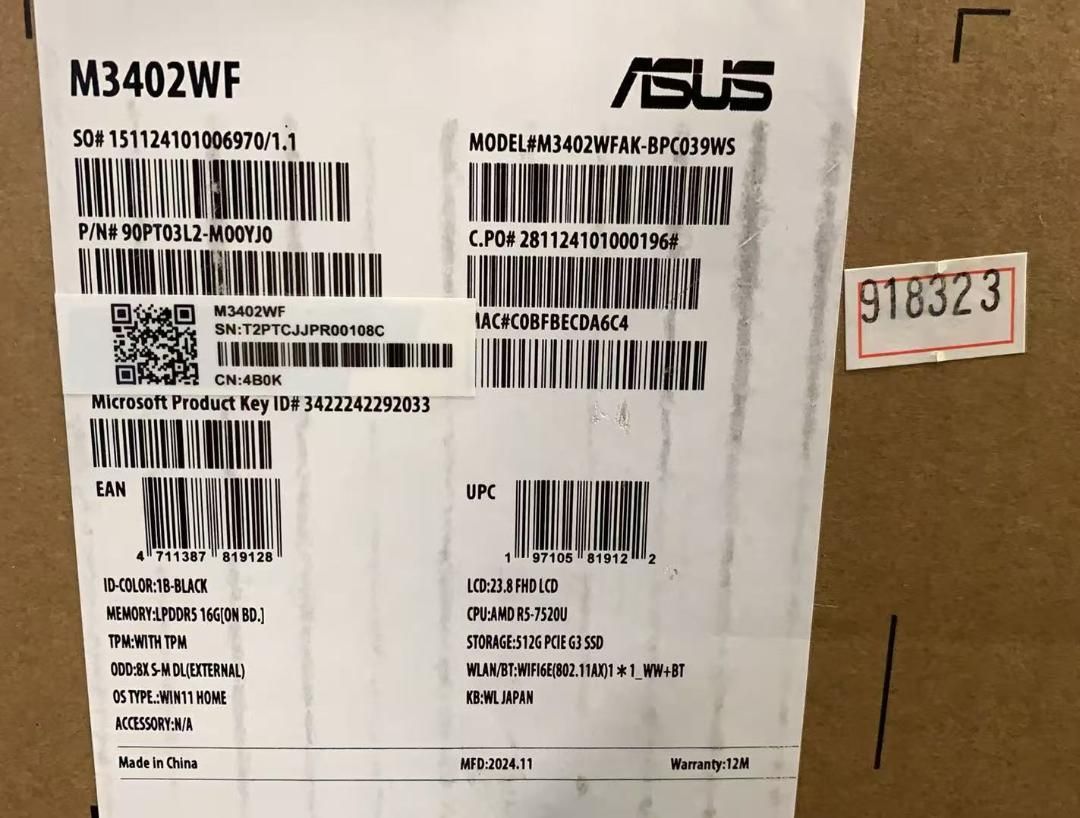 M3402WF
ASUS
SO# 151124101006970/1.1
MODEL#M3402WFAK-BPC039WS
P/N# 90PT03L2-M00YJ0
C.PO# 281124101000196#
918323
M3402WF
SN:T2PTCJJPR00108C
CN:4B0K
MAC#C0BFBECDA6C4
Microsoft Product Key ID# 3422242292033
EAN
4 711387 819128
UPC
1 97105 81912 2
ID-COLOR:1B-BLACK
LCD:23.8 FHD LCD
MEMORY:LPDDR5 16G[ON BD.]
CPU:AMD R5-7520U
TPM:WITH TPM
STORAGE:512G PCIE G3 SSD
ODD:8X S-M DL(EXTERNAL)
WLAN/BT:WIFI6E(802.11AX)1*1_WW+BT
OS TYPE.:WIN11 HOME
KB:WL JAPAN
ACCESSORY:N/A
Made in China
MFD:2024.11
Warranty:12M